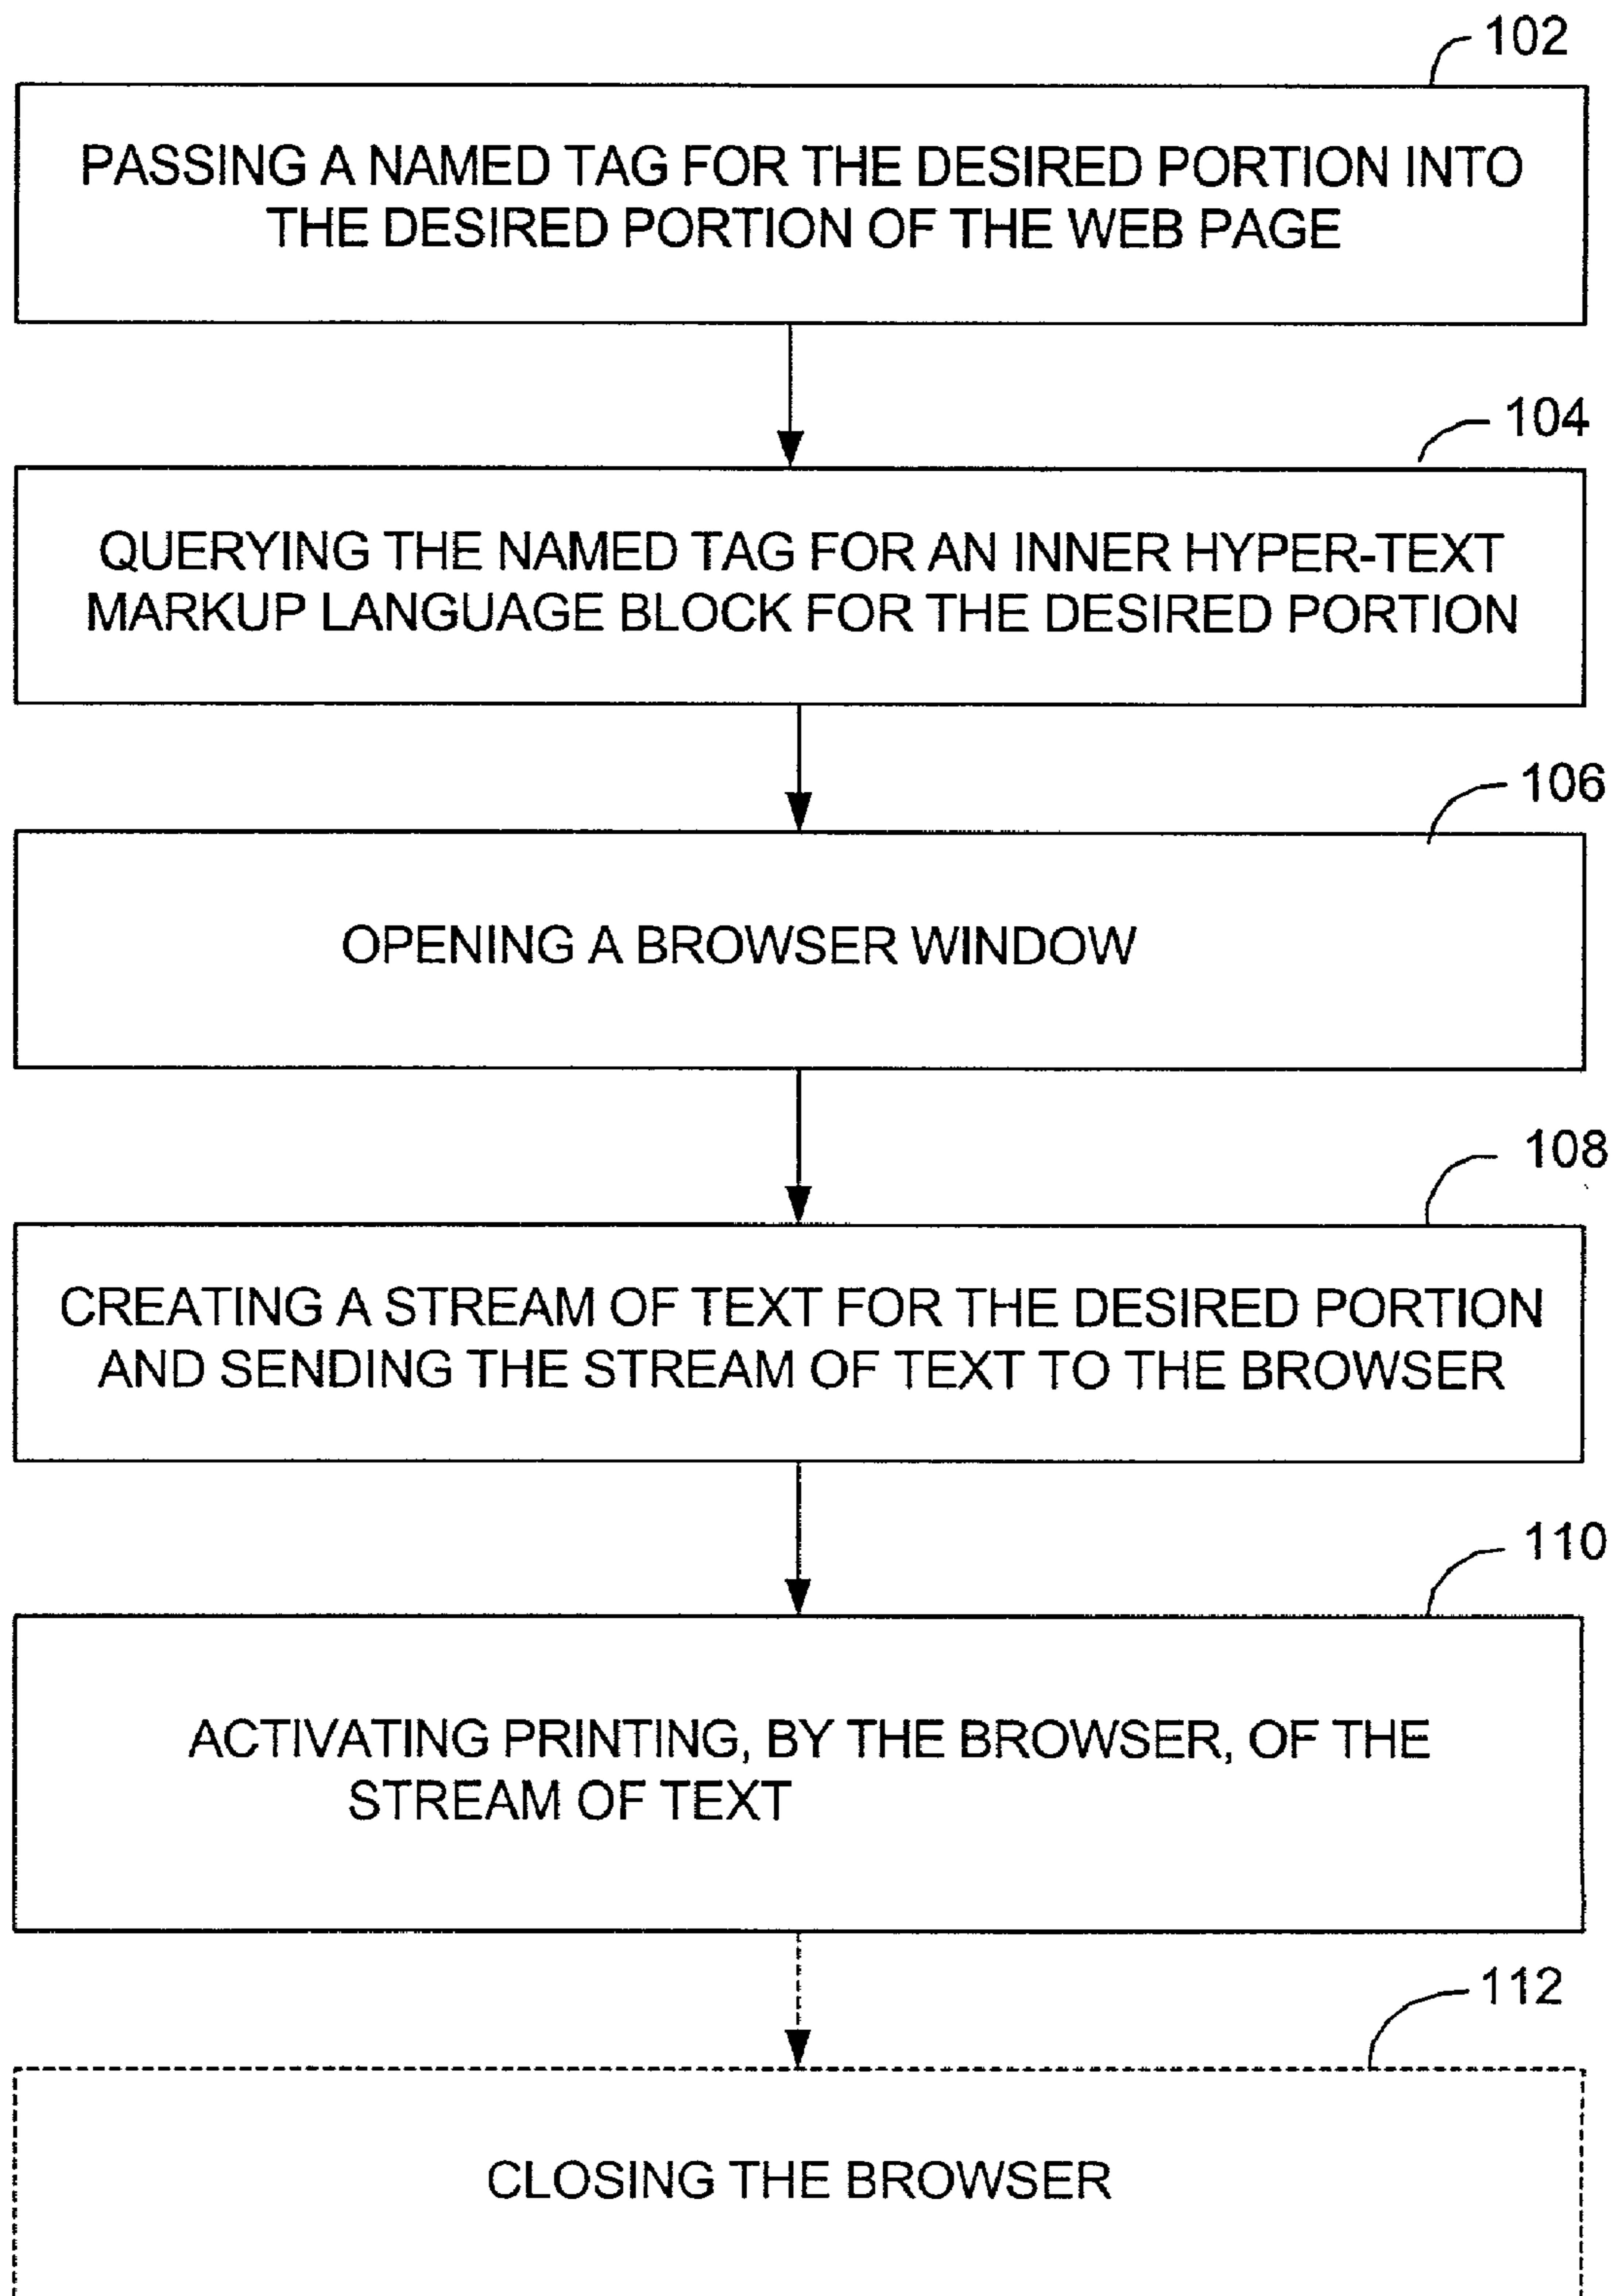 102
PASSING A NAMED TAG FOR THE DESIRED PORTION INTO
THE DESIRED PORTION OF THE WEB PAGE
104
QUERYING THE NAMED TAG FOR AN INNER HYPER-TEXT
MARKUP LANGUAGE BLOCK FOR THE DESIRED PORTION
106
OPENING A BROWSER WINDOW
108
CREATING A STREAM OF TEXT FOR THE DESIRED PORTION
AND SENDING THE STREAM OF TEXT TO THE BROWSER
110
ACTIVATING PRINTING, BY THE BROWSER, OF THE
STREAM OF TEXT
112
CLOSING THE BROWSER